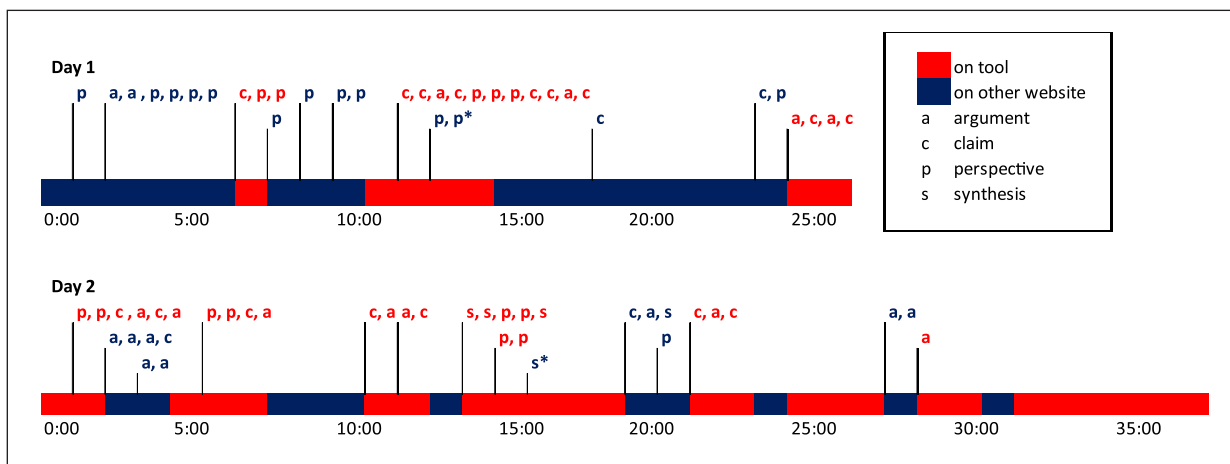 Day 1
p
a, a , p, p, p, p
c, p, p
p
p, p
c, c, a, c, p, p, p, c, c, a, c
c, p
p
p, p*
c
a, c, a, c
0:00
5:00
10:00
15:00
20:00
25:00
on tool
on other website
a argument
c claim
p perspective
s synthesis
Day 2
p, p, c , a, c, a
p, p, c, a
c, a
a, c
s, s, p, p, s
c, a, s
c, a, c
a, a
a, a, a, c
p, p
p
a
a, a
s*
0:00
5:00
10:00
15:00
20:00
25:00
30:00
35:00